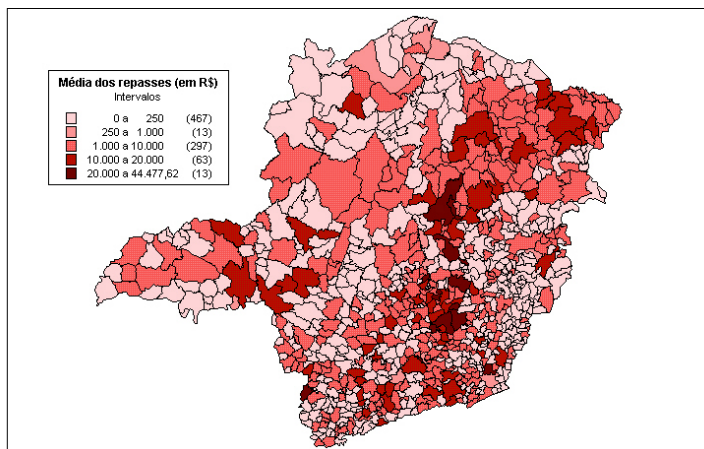 Média dos repasses (em R$)
Intervalos
0 a 250 (467)
250 a 1.000 (13)
1.000 a 10.000 (297)
10.000 a 20.000 (63)
20.000 a 44.477,62 (13)